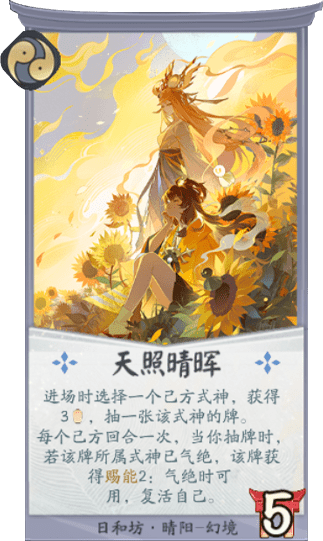 天照晴晖
进场时选择一个己方式神，获得
3，抽一张该式神的牌。
每个己方回合一次，当你抽牌时，
若该牌所属式神已气绝，该牌获
得赐能2：气绝时可
用，复活自己。
5
日和坊·晴阳-幻境